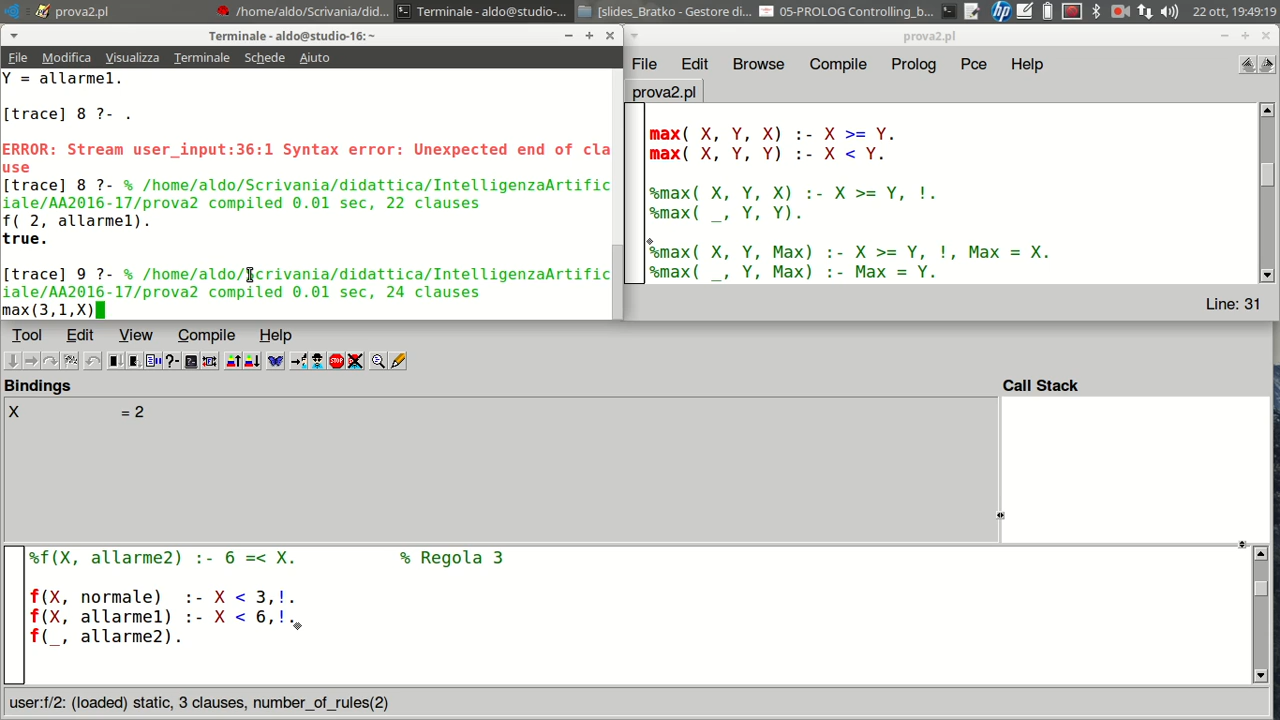 prova2.pl
/home/aldo/Scrivania/did...
Terminale - aldo@studio-...
[slides_Bratko - Gestore di...
05-PROLOG Controlling_b...
22 ott, 19:49:19
Terminale - aldo@studio-16: ~
File Modifica Visualizza Terminale Schede Aiuto
Y = allarme1.
[trace] 8 ?- .
ERROR: Stream user_input:36:1 Syntax error: Unexpected end of cla
use
[trace] 8 ?- % /home/aldo/Scrivania/didattica/IntelligenzaArtific
iale/AA2016-17/prova2 compiled 0.01 sec, 22 clauses
f( 2, allarme1).
true.
[trace] 9 ?- % /home/aldo/Scrivania/didattica/IntelligenzaArtific
iale/AA2016-17/prova2 compiled 0.01 sec, 24 clauses
max(3,1,X)
prova2.pl
File Edit Browse Compile Prolog Pce Help
prova2.pl
max( X, Y, X) :- X >= Y.
max( X, Y, Y) :- X < Y.
%max( X, Y, X) :- X >= Y, !.
%max( _, Y, Y).
%max( X, Y, Max) :- X >= Y, !, Max = X.
%max( _, Y, Max) :- Max = Y.
Line: 31
Tool Edit View Compile Help
Bindings
Call Stack
X = 2
%f(X, allarme2) :- 6 =< X. % Regola 3
f(X, normale) :- X < 3,!.
f(X, allarme1) :- X < 6,!.
f(_, allarme2).
user:f/2: (loaded) static, 3 clauses, number_of_rules(2)